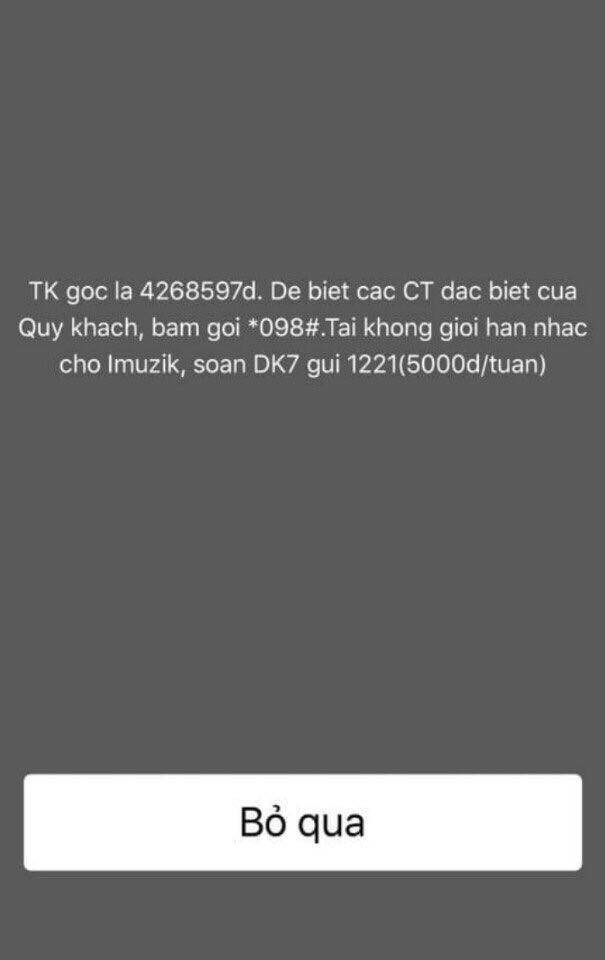 TK goc la 4268597d. De biet cac CT dac biet cua
Quy khach, bam goi *098#.Tai khong gioi han nhac
cho Imuzik, soan DK7 gui 1221(5000d/tuan)
Bỏ qua